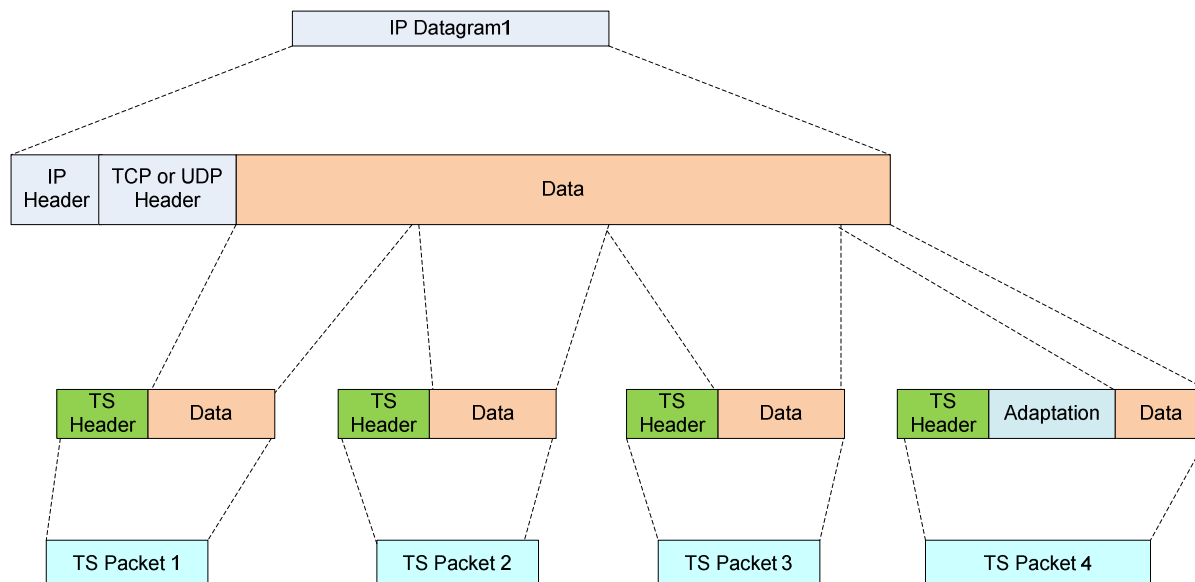 IP Datagram1
IP
Header
TCP or UDP
Header
Data
TS
Header
Data
TS
Header
Data
TS
Header
Data
TS
Header
Adaptation
Data
TS Packet 1
TS Packet 2
TS Packet 3
TS Packet 4